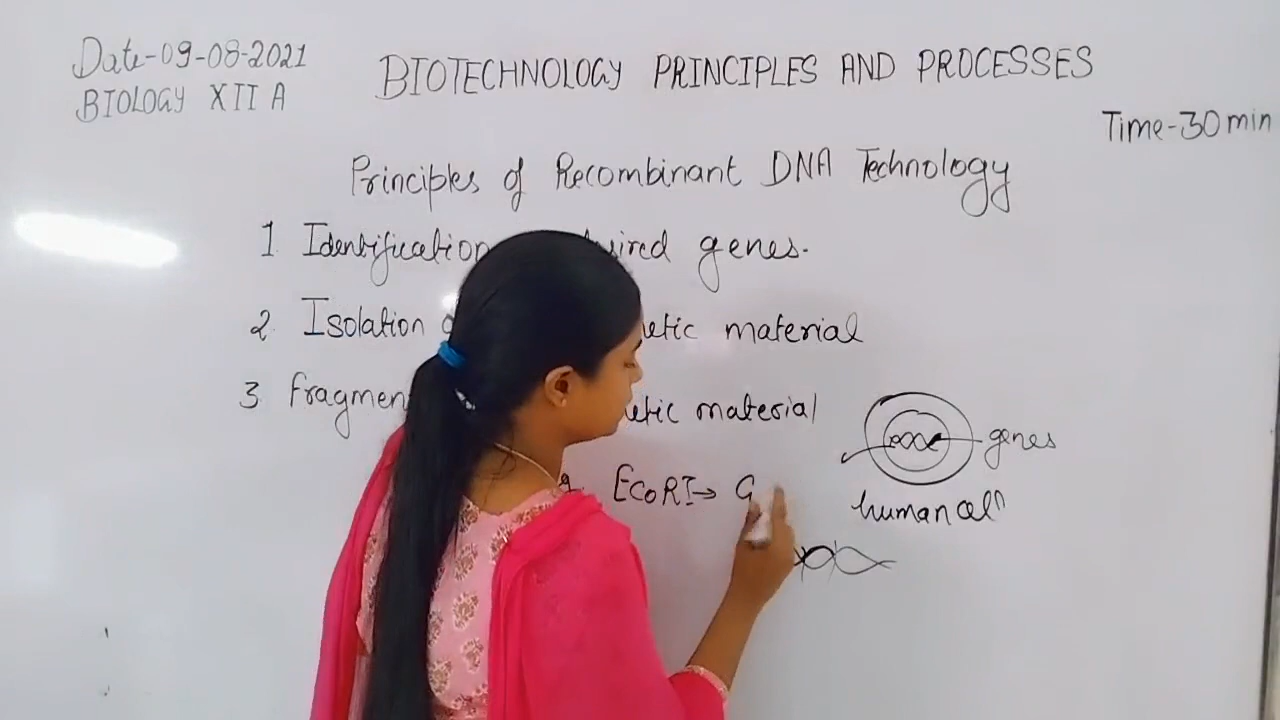 Date-09-08-2021
BIOLOGY XII A
BIOTECHNOLOGY PRINCIPLES AND PROCESSES
Time-30 min
Principles of Recombinant DNA Technology
1. Identification genes.
2. Isolation material
3 Fragmen material
genes
EcoRI→ G
human cell